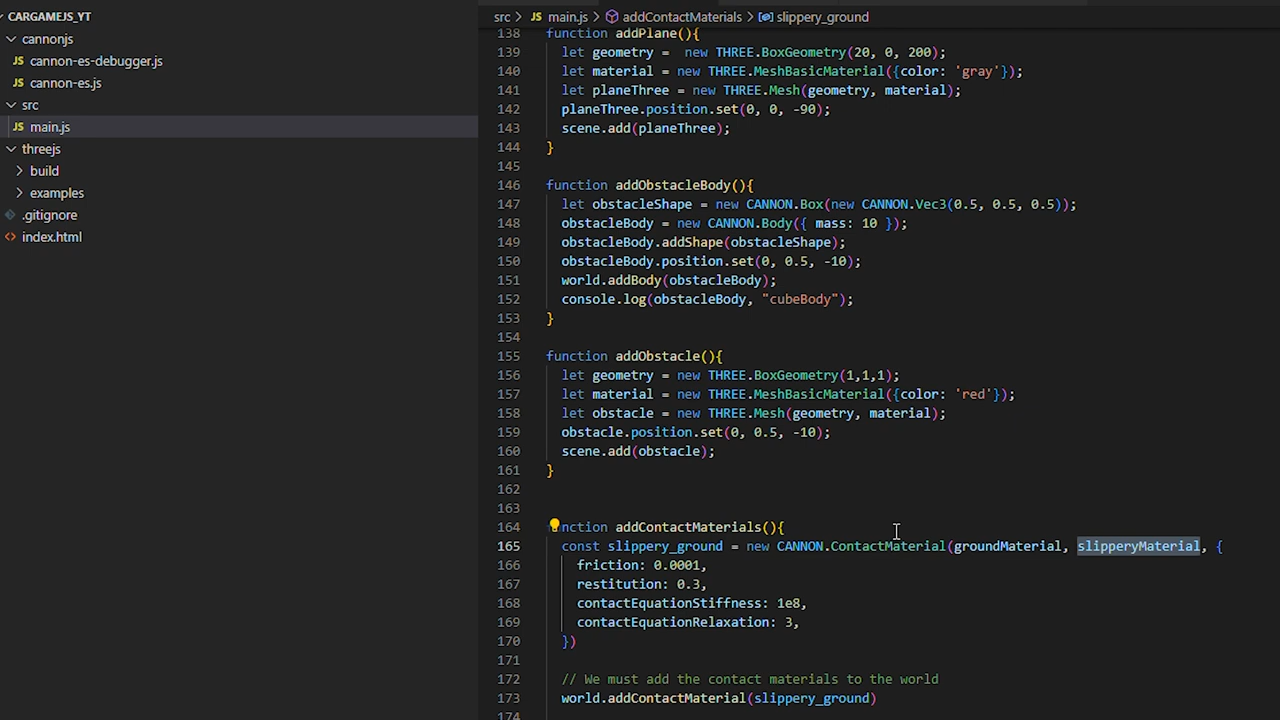 CARGAMEJS_YT
cannonjs
JS cannon-es-debugger.js
JS cannon-es.js
src
JS main.js
threejs
build
examples
.gitignore
index.html
src > JS main.js > addContactMaterials > slippery_ground
138 function addPlane(){
139 let geometry =  new THREE.BoxGeometry(20, 0, 200);
140 let material = new THREE.MeshBasicMaterial({color: 'gray'});
141 let planeThree = new THREE.Mesh(geometry, material);
142 planeThree.position.set(0, 0, -90);
143 scene.add(planeThree);
144 }
145
146 function addObstacleBody(){
147 let obstacleShape = new CANNON.Box(new CANNON.Vec3(0.5, 0.5, 0.5));
148 obstacleBody = new CANNON.Body({ mass: 10 });
149 obstacleBody.addShape(obstacleShape);
150 obstacleBody.position.set(0, 0.5, -10);
151 world.addBody(obstacleBody);
152 console.log(obstacleBody, "cubeBody");
153 }
154
155 function addObstacle(){
156 let geometry = new THREE.BoxGeometry(1,1,1);
157 let material = new THREE.MeshBasicMaterial({color: 'red'});
158 let obstacle = new THREE.Mesh(geometry, material);
159 obstacle.position.set(0, 0.5, -10);
160 scene.add(obstacle);
161 }
162
163
164 nction addContactMaterials(){
165 const slippery_ground = new CANNON.ContactMaterial(groundMaterial, slipperyMaterial, {
166 friction: 0.0001,
167 restitution: 0.3,
168 contactEquationStiffness: 1e8,
169 contactEquationRelaxation: 3,
170 })
171
172 // We must add the contact materials to the world
173 world.addContactMaterial(slippery_ground)
174